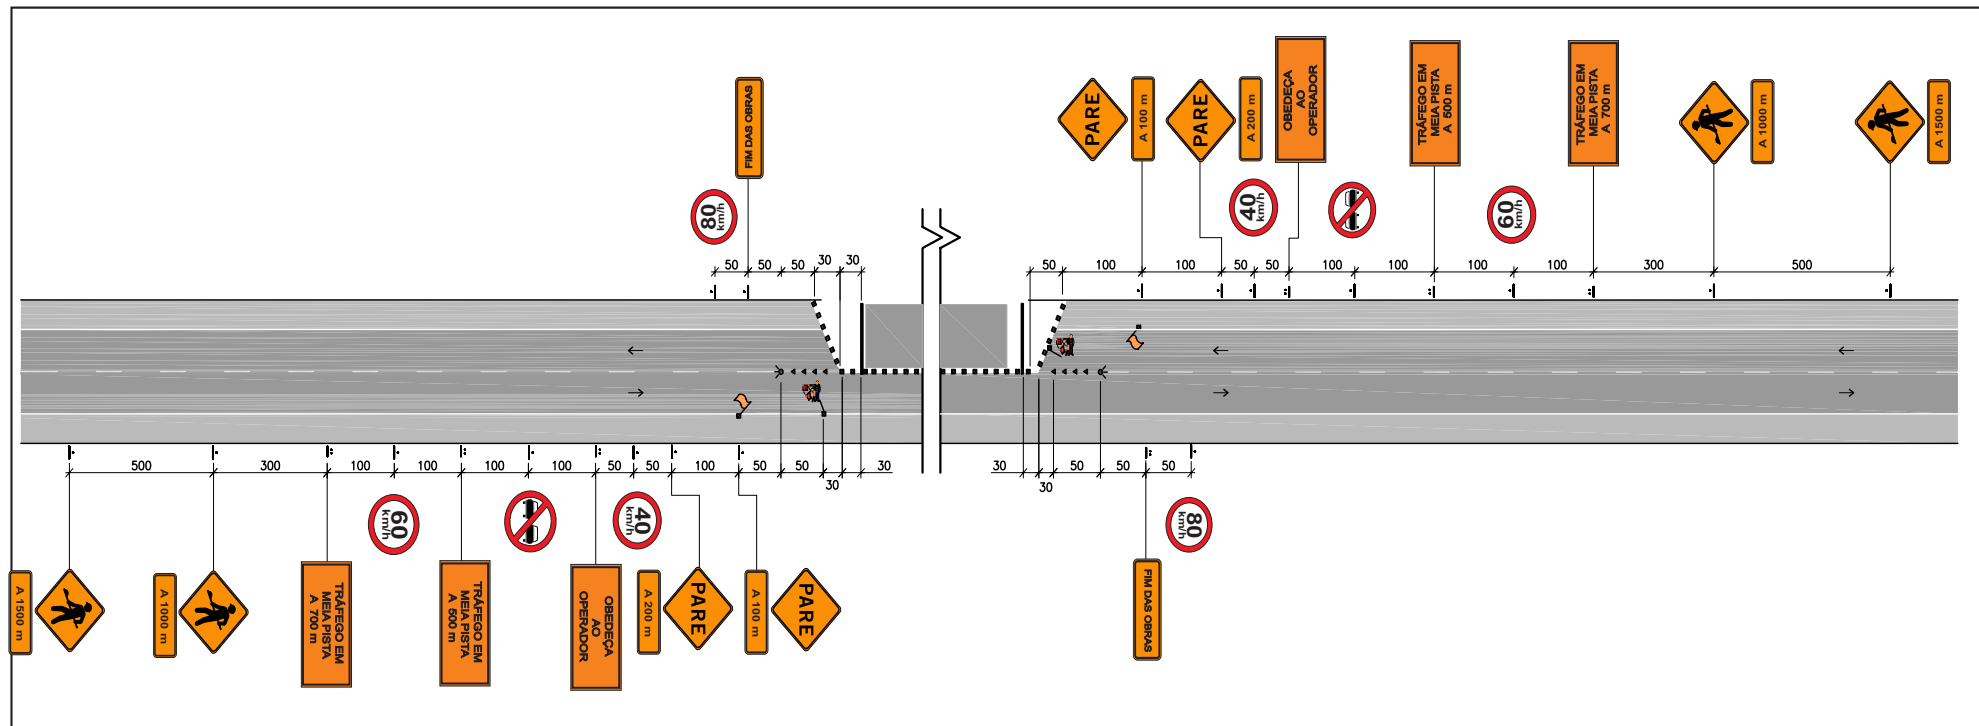 FIM DAS OBRAS
80
km/h
PARE
A 100 m
PARE
A 200 m
40
km/h
OBEDEÇA
AO
OPERADOR
TRÁFEGO EM
MEIA PISTA
A 500 m
60
km/h
TRÁFEGO EM
MEIA PISTA
A 700 m
A 1000 m
A 1500 m
50 50 50 30 30
50 100 100 50 50 100 100 100 100 300 500
500 300 100 100 100 100 50 50 100 50 50 30 30
30 30 50 50 50
A 1500 m
A 1000 m
TRÁFEGO EM
MEIA PISTA
A 700 m
60
km/h
TRÁFEGO EM
MEIA PISTA
A 500 m
OBEDEÇA
AO
OPERADOR
40
km/h
A 200 m
PARE
A 100 m
PARE
FIM DAS OBRAS
80
km/h